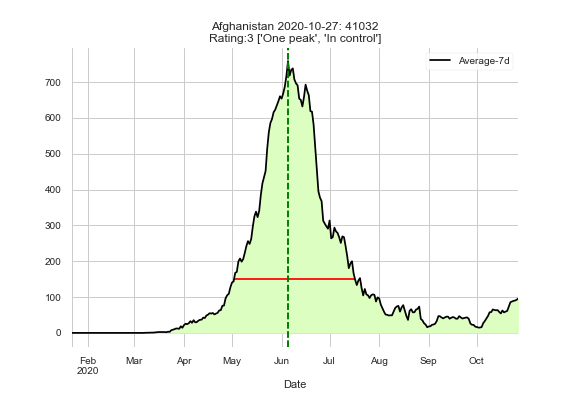 Afghanistan 2020-10-27: 41032
Rating:3 ['One peak', 'In control']
Average-7d
700
600
500
400
300
200
100
0
Feb Mar Apr May Jun Jul Aug Sep Oct
2020
Date